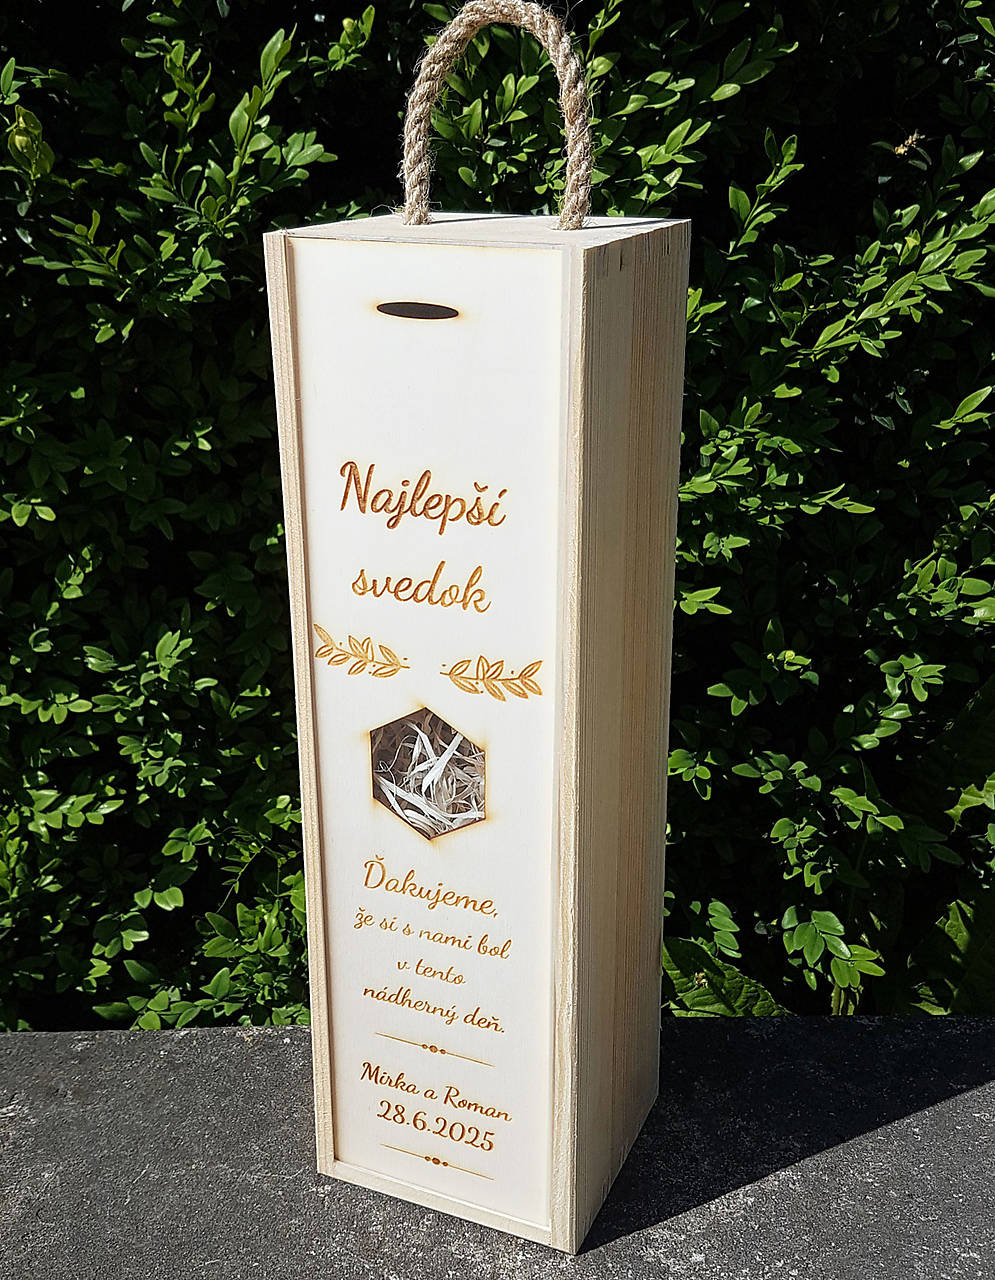 Najlepší
svedok
Ďakujeme,
že si s nami bol
v tento
nádherný deň.
Mirka a Roman
28.6.2025